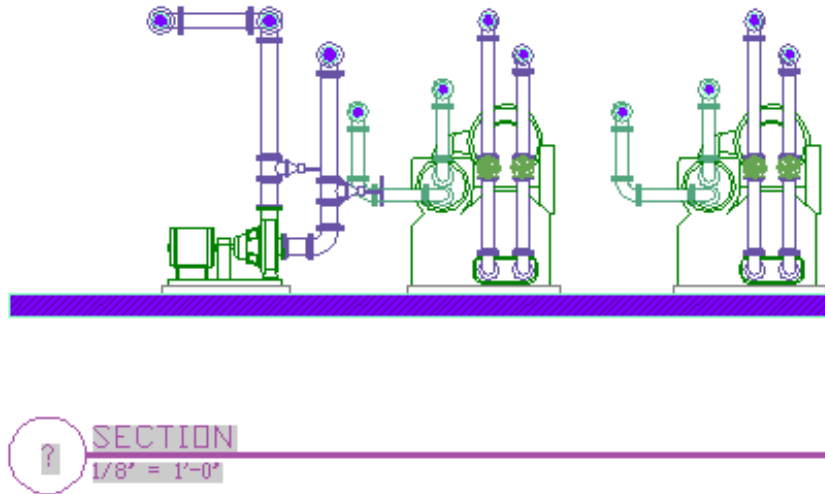 ?
SECTION
1/8" = 1'-0"